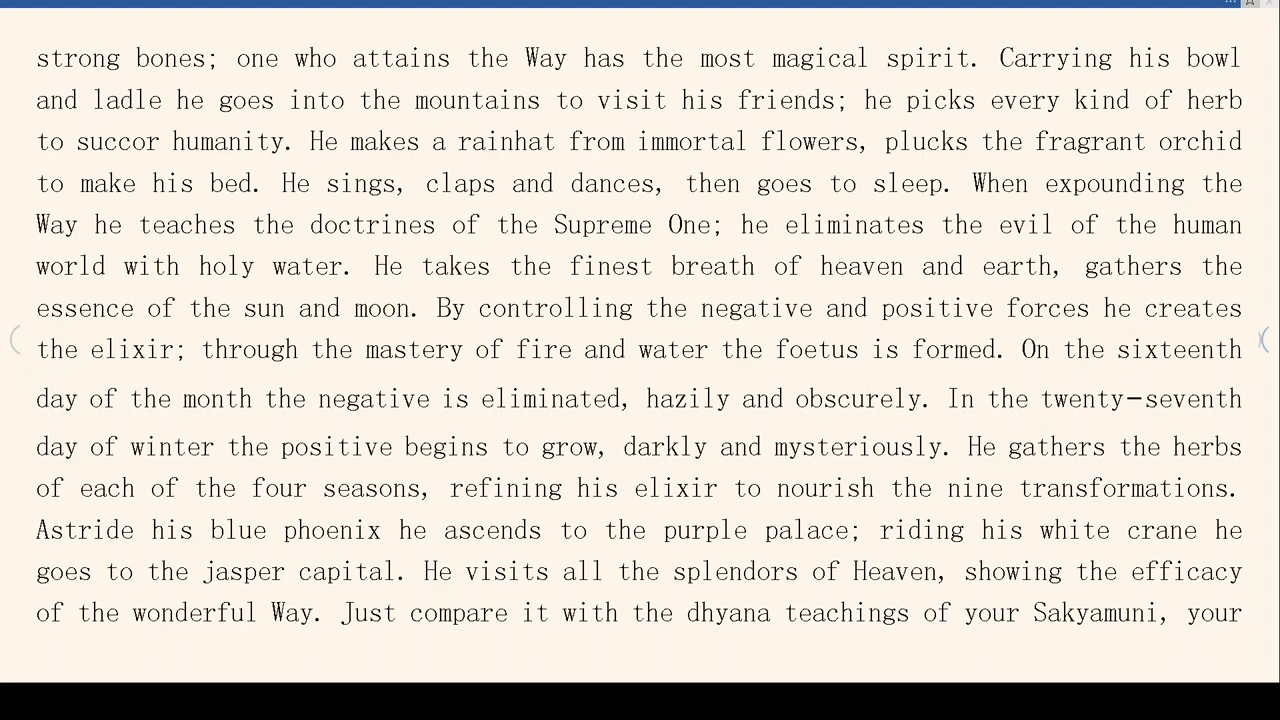 strong bones; one who attains the Way has the most magical spirit. Carrying his bowl
and ladle he goes into the mountains to visit his friends; he picks every kind of herb
to succor humanity. He makes a rainhat from immortal flowers, plucks the fragrant orchid
to make his bed. He sings, claps and dances, then goes to sleep. When expounding the
Way he teaches the doctrines of the Supreme One; he eliminates the evil of the human
world with holy water. He takes the finest breath of heaven and earth, gathers the
essence of the sun and moon. By controlling the negative and positive forces he creates
the elixir; through the mastery of fire and water the foetus is formed. On the sixteenth
day of the month the negative is eliminated, hazily and obscurely. In the twenty-seventh
day of winter the positive begins to grow, darkly and mysteriously. He gathers the herbs
of each of the four seasons, refining his elixir to nourish the nine transformations.
Astride his blue phoenix he ascends to the purple palace; riding his white crane he
goes to the jasper capital. He visits all the splendors of Heaven, showing the efficacy
of the wonderful Way. Just compare it with the dhyana teachings of your Sakyamuni, your